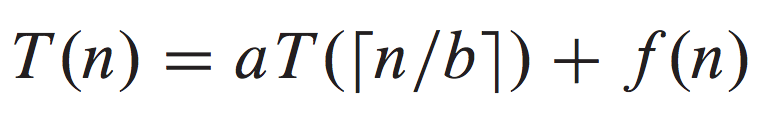 T(n) = aT(⌈n/b⌉) + f(n)